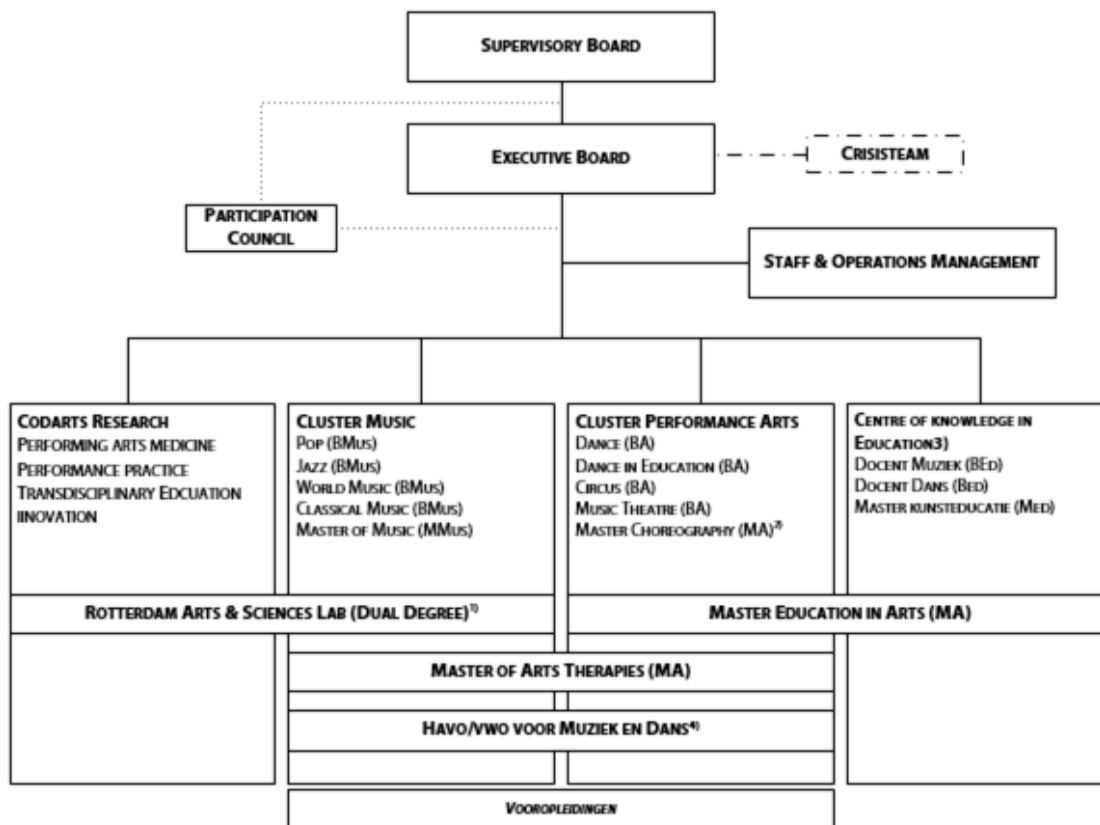 SUPERVISORY BOARD
EXECUTIVE BOARD
CRISISTEAM
PARTICIPATION
COUNCIL
STAFF & OPERATIONS MANAGEMENT
CODARTS RESEARCH
PERFORMING ARTS MEDICINE
PERFORMANCE PRACTICE
TRANSDISCIPLINARY EDCUATION
IINOVATION
CLUSTER MUSIC
POP (BMUS)
JAZZ (BMUS)
WORLD MUSIC (BMUS)
CLASSICAL MUSIC (BMUS)
MASTER OF MUSIC (MMUS)
CLUSTER PERFORMANCE ARTS
DANCE (BA)
DANCE IN EDUCATION (BA)
CIRCUS (BA)
MUSIC THEATRE (BA)
MASTER CHOREOGRAPHY (MA)2)
CENTRE OF KNOWLEDGE IN
EDUCATION3)
DOCENT MUZIEK (BED)
DOCENT DANS (BED)
MASTER KUNSTEDUCATIE (MED)
ROTTERDAM ARTS & SCIENCES LAB (DUAL DEGREE)1)
MASTER EDUCATION IN ARTS (MA)
MASTER OF ARTS THERAPIES (MA)
HAVO/VWO VOOR MUZIEK EN DANS4)
VOOROPLEIDINGEN